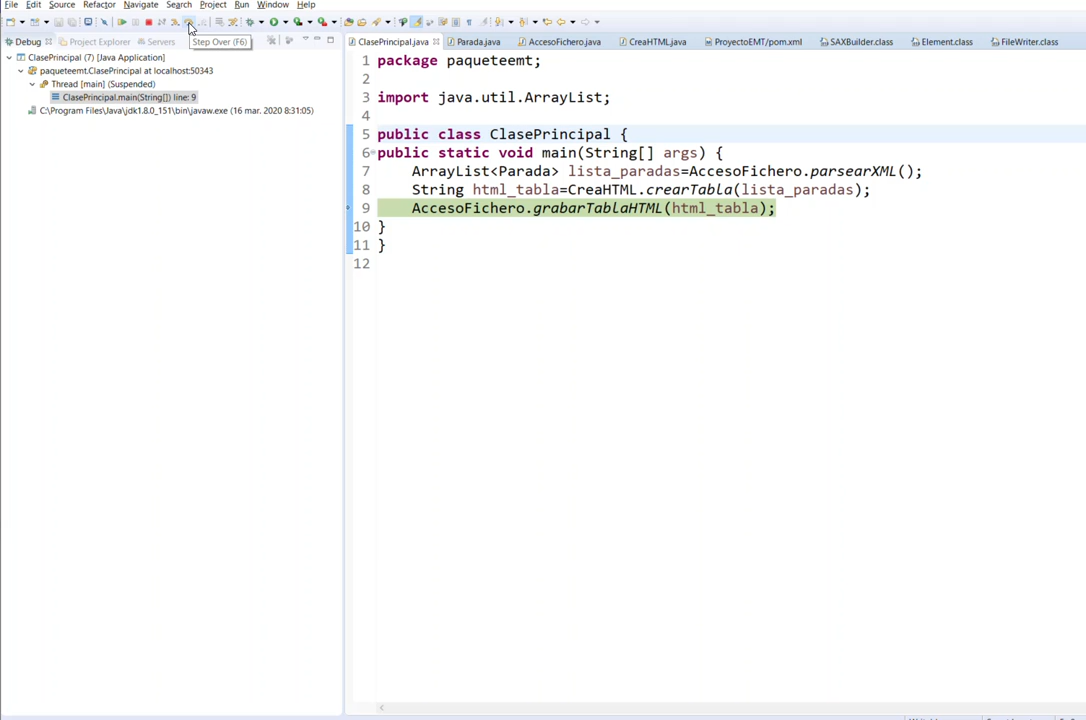 File Edit Source Refactor Navigate Search Project Run Window Help
Step Over (F6)
Debug Project Explorer Servers
ClasePrincipal (7) [Java Application]
paqueteemt.ClasePrincipal at localhost:50343
Thread [main] (Suspended)
ClasePrincipal.main(String[]) line: 9
C:\Program Files\Java\jdk1.8.0_151\bin\javaw.exe (16 mar. 2020 8:31:05)
ClasePrincipal.java Parada.java AccesoFichero.java CreaHTML.java ProyectoEMT/pom.xml SAXBuilder.class Element.class FileWriter.class
1 package paqueteemt;
2
3 import java.util.ArrayList;
4
5 public class ClasePrincipal {
6 public static void main(String[] args) {
7 ArrayList<Parada> lista_paradas=AccesoFichero.parsearXML();
8 String html_tabla=CreaHTML.crearTabla(lista_paradas);
9 AccesoFichero.grabarTablaHTML(html_tabla);
10 }
11 }
12